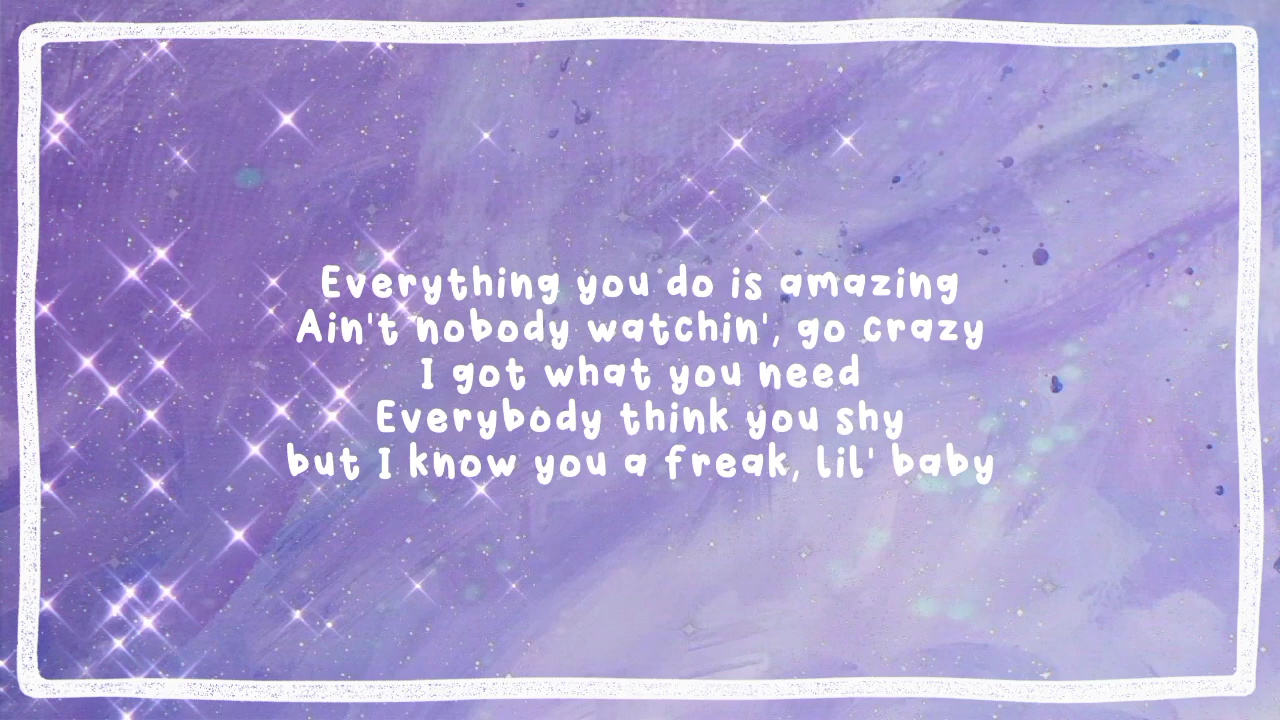 Everything you do is amazing
Ain't nobody watchin', go crazy
I got what you need
Everybody think you shy
but I know you a freak, lil' baby